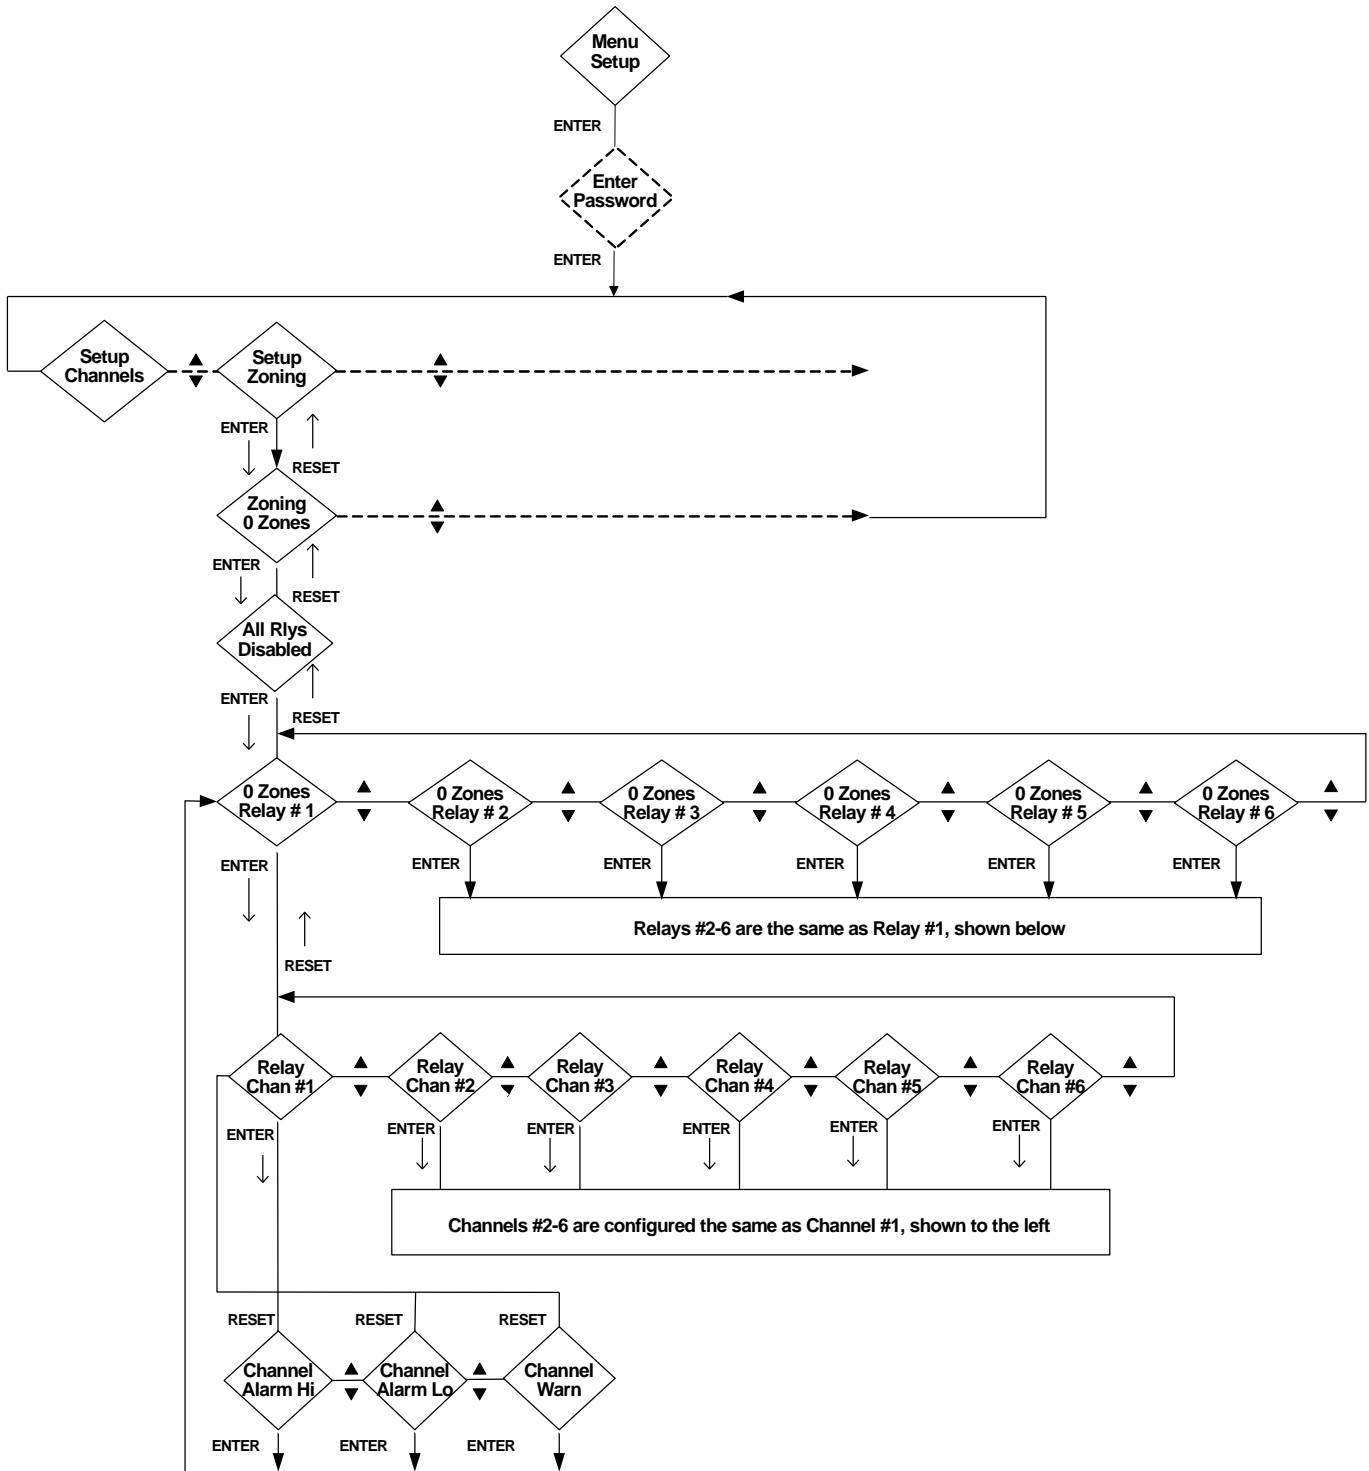 Menu
Setup
ENTER
Enter
Password
ENTER
Setup
Channels
Setup
Zoning
ENTER
RESET
Zoning
0 Zones
ENTER
RESET
All Rlys
Disabled
ENTER
RESET
0 Zones
Relay # 1
0 Zones
Relay # 2
0 Zones
Relay # 3
0 Zones
Relay # 4
0 Zones
Relay # 5
0 Zones
Relay # 6
ENTER
ENTER
ENTER
ENTER
ENTER
ENTER
Relays #2-6 are the same as Relay #1, shown below
RESET
Relay
Chan #1
Relay
Chan #2
Relay
Chan #3
Relay
Chan #4
Relay
Chan #5
Relay
Chan #6
ENTER
ENTER
ENTER
ENTER
ENTER
ENTER
Channels #2-6 are configured the same as Channel #1, shown to the left
RESET
RESET
RESET
Channel
Alarm Hi
Channel
Alarm Lo
Channel
Warn
ENTER
ENTER
ENTER